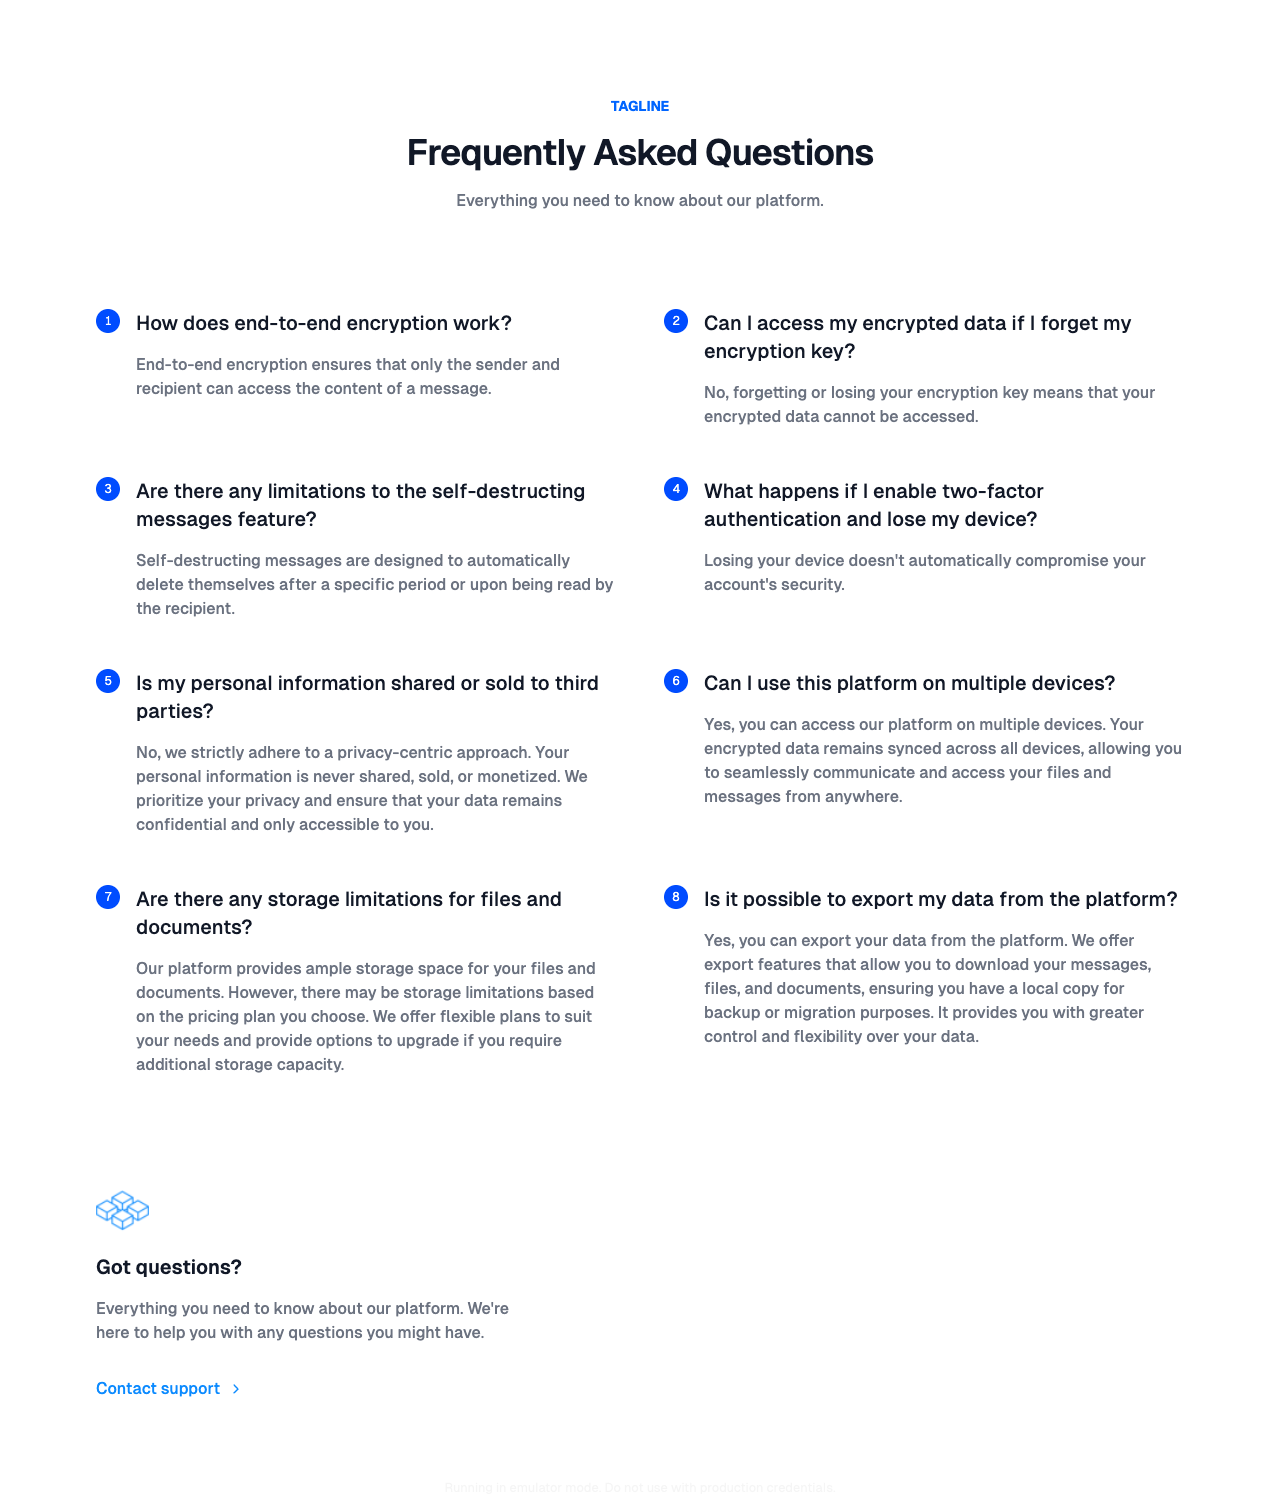 TAGLINE
Frequently Asked Questions
Everything you need to know about our platform.
1
How does end-to-end encryption work?
End-to-end encryption ensures that only the sender and
recipient can access the content of a message.
2
Can I access my encrypted data if I forget my
encryption key?
No, forgetting or losing your encryption key means that your
encrypted data cannot be accessed.
3
Are there any limitations to the self-destructing
messages feature?
Self-destructing messages are designed to automatically
delete themselves after a specific period or upon being read by
the recipient.
4
What happens if I enable two-factor
authentication and lose my device?
Losing your device doesn't automatically compromise your
account's security.
5
Is my personal information shared or sold to third
parties?
No, we strictly adhere to a privacy-centric approach. Your
personal information is never shared, sold, or monetized. We
prioritize your privacy and ensure that your data remains
confidential and only accessible to you.
6
Can I use this platform on multiple devices?
Yes, you can access our platform on multiple devices. Your
encrypted data remains synced across all devices, allowing you
to seamlessly communicate and access your files and
messages from anywhere.
7
Are there any storage limitations for files and
documents?
Our platform provides ample storage space for your files and
documents. However, there may be storage limitations based
on the pricing plan you choose. We offer flexible plans to suit
your needs and provide options to upgrade if you require
additional storage capacity.
8
Is it possible to export my data from the platform?
Yes, you can export your data from the platform. We offer
export features that allow you to download your messages,
files, and documents, ensuring you have a local copy for
backup or migration purposes. It provides you with greater
control and flexibility over your data.
Got questions?
Everything you need to know about our platform. We're
here to help you with any questions you might have.
Contact support
Running in emulator mode. Do not use with production credentials.